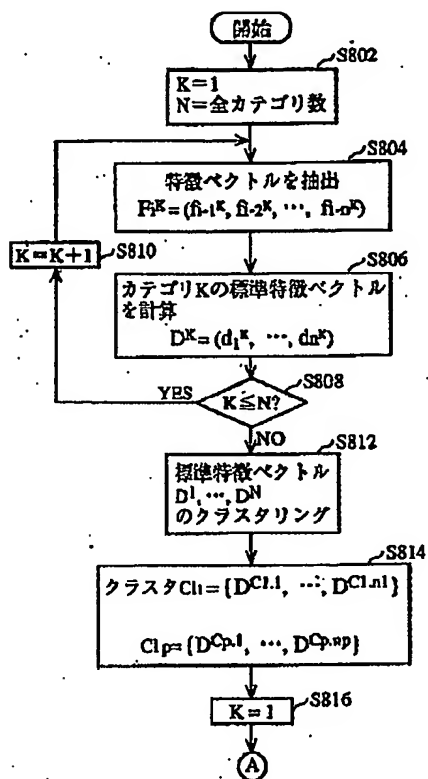 開始
S802
K=1
N=全カテゴリ数
S804
特徴ベクトルを抽出
Fi^K=(fi-1^K, fi-2^K, …, fi-n^K)
K=K+1
S810
S806
カテゴリKの標準特徴ベクトル
を計算
D^K=(d1^K, …, dn^K)
S808
YES
K≦N?
NO
S812
標準特徴ベクトル
D^1,…,D^N
のクラスタリング
S814
クラスタCl1={D^C1.1, …, D^C1.n1}
Clp={D^Cp.1, …, D^Cp.np}
S816
K=1
A